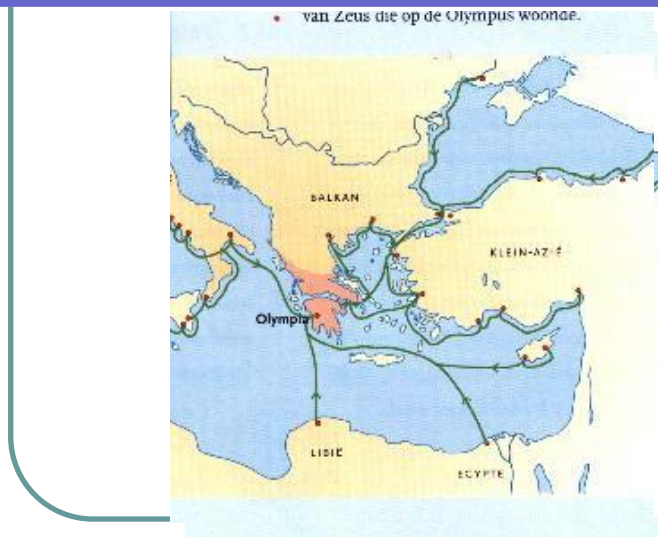 van Zeus die op de Olympus woonde.
BALKAN
KLEIN-AZIË
Olympia
LIBIË
EGYPTE